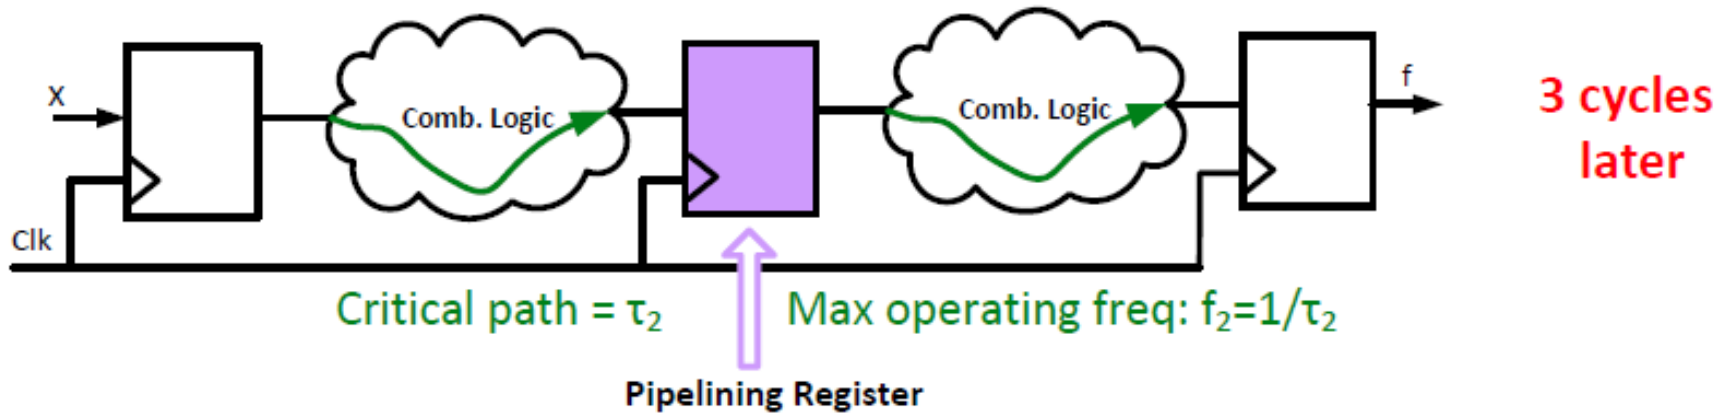 X
Comb. Logic
Comb. Logic
f
3 cycles
later
Clk
Critical path = τ₂
Max operating freq: f₂=1/τ₂
Pipelining Register